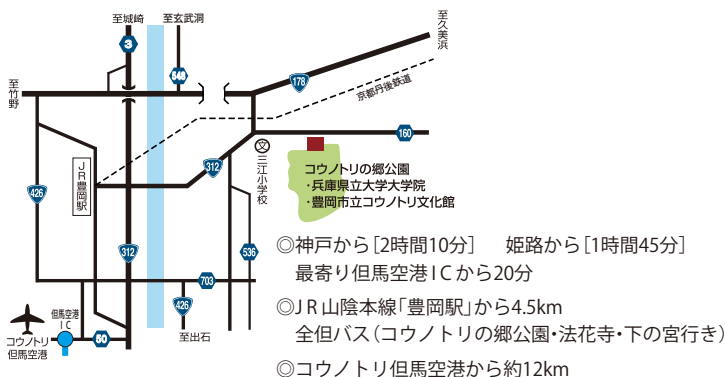 至城崎
至玄武洞
至久美浜
3
548
178
至竹野
京都丹後鉄道
160
312
文
三江小学校
JR豊岡駅
コウノトリの郷公園
・兵庫県立大学大学院
・豊岡市立コウノトリ文化館
426
312
536
703
426
至出石
但馬空港
IC
50
コウノトリ
但馬空港
◎神戸から[2時間10分] 姫路から[1時間45分]
最寄り但馬空港ICから20分
◎JR山陰本線「豊岡駅」から4.5km
全但バス(コウノトリの郷公園・法花寺・下の宮行き)
◎コウノトリ但馬空港から約12km